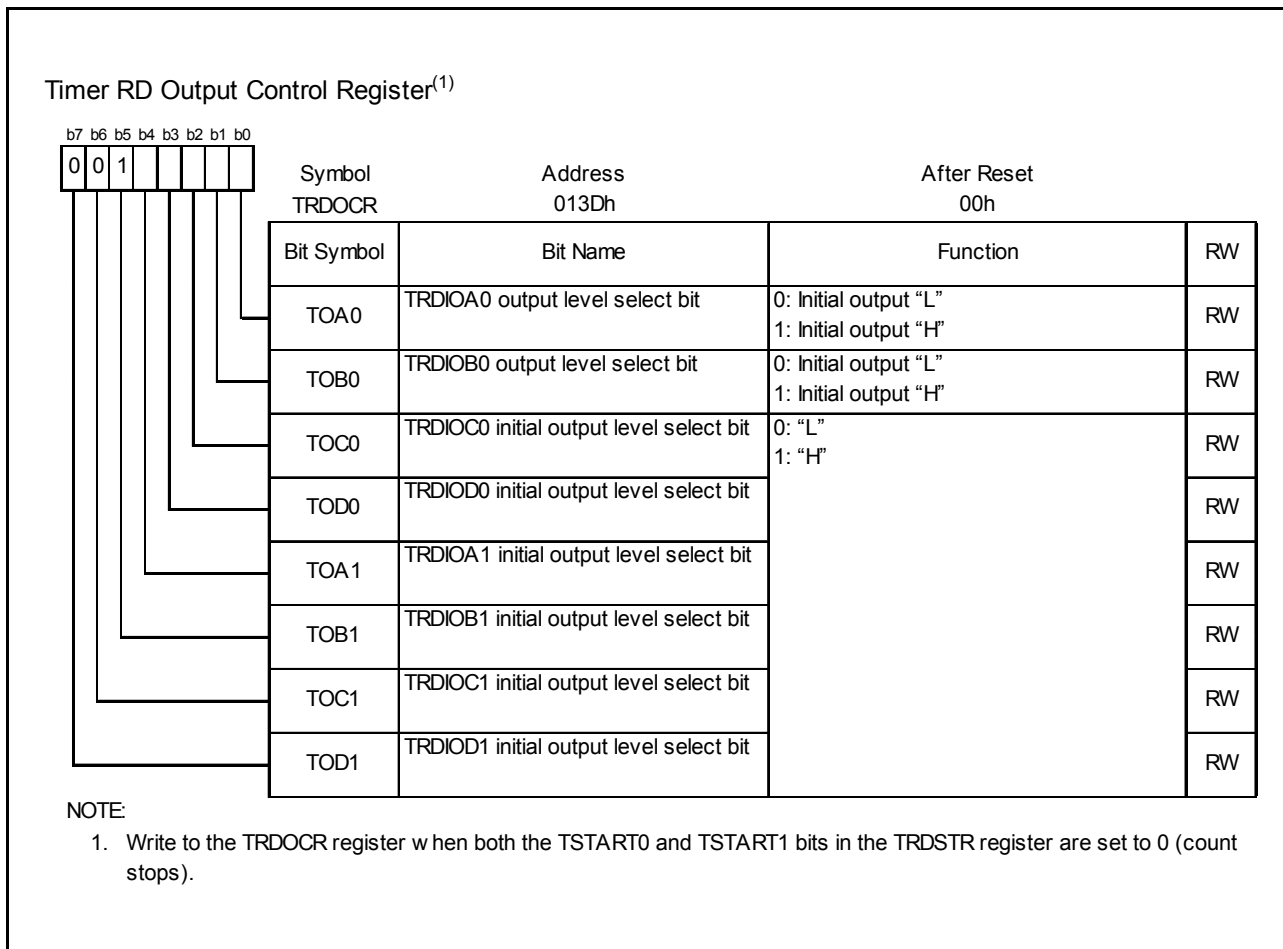 Timer RD Output Control Register(1)
b7 b6 b5 b4 b3 b2 b1 b0
0 0 1
Symbol Address After Reset
TRDOCR 013Dh 00h
Bit Symbol Bit Name Function RW
TOA0 TRDIOA0 output level select bit 0: Initial output “L” RW
1: Initial output “H”
TOB0 TRDIOB0 output level select bit 0: Initial output “L” RW
1: Initial output “H”
TOC0 TRDIOC0 initial output level select bit 0: “L” RW
1: “H”
TOD0 TRDIOD0 initial output level select bit RW
TOA1 TRDIOA1 initial output level select bit RW
TOB1 TRDIOB1 initial output level select bit RW
TOC1 TRDIOC1 initial output level select bit RW
TOD1 TRDIOD1 initial output level select bit RW
NOTE:
1. Write to the TRDOCR register w hen both the TSTART0 and TSTART1 bits in the TRDSTR register are set to 0 (count
stops).